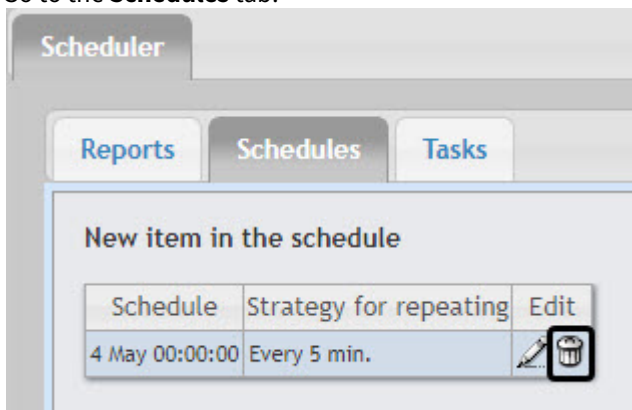 Go to the Schedules tab.
Scheduler
Reports Schedules Tasks
New item in the schedule
Schedule Strategy for repeating Edit
4 May 00:00:00 Every 5 min.